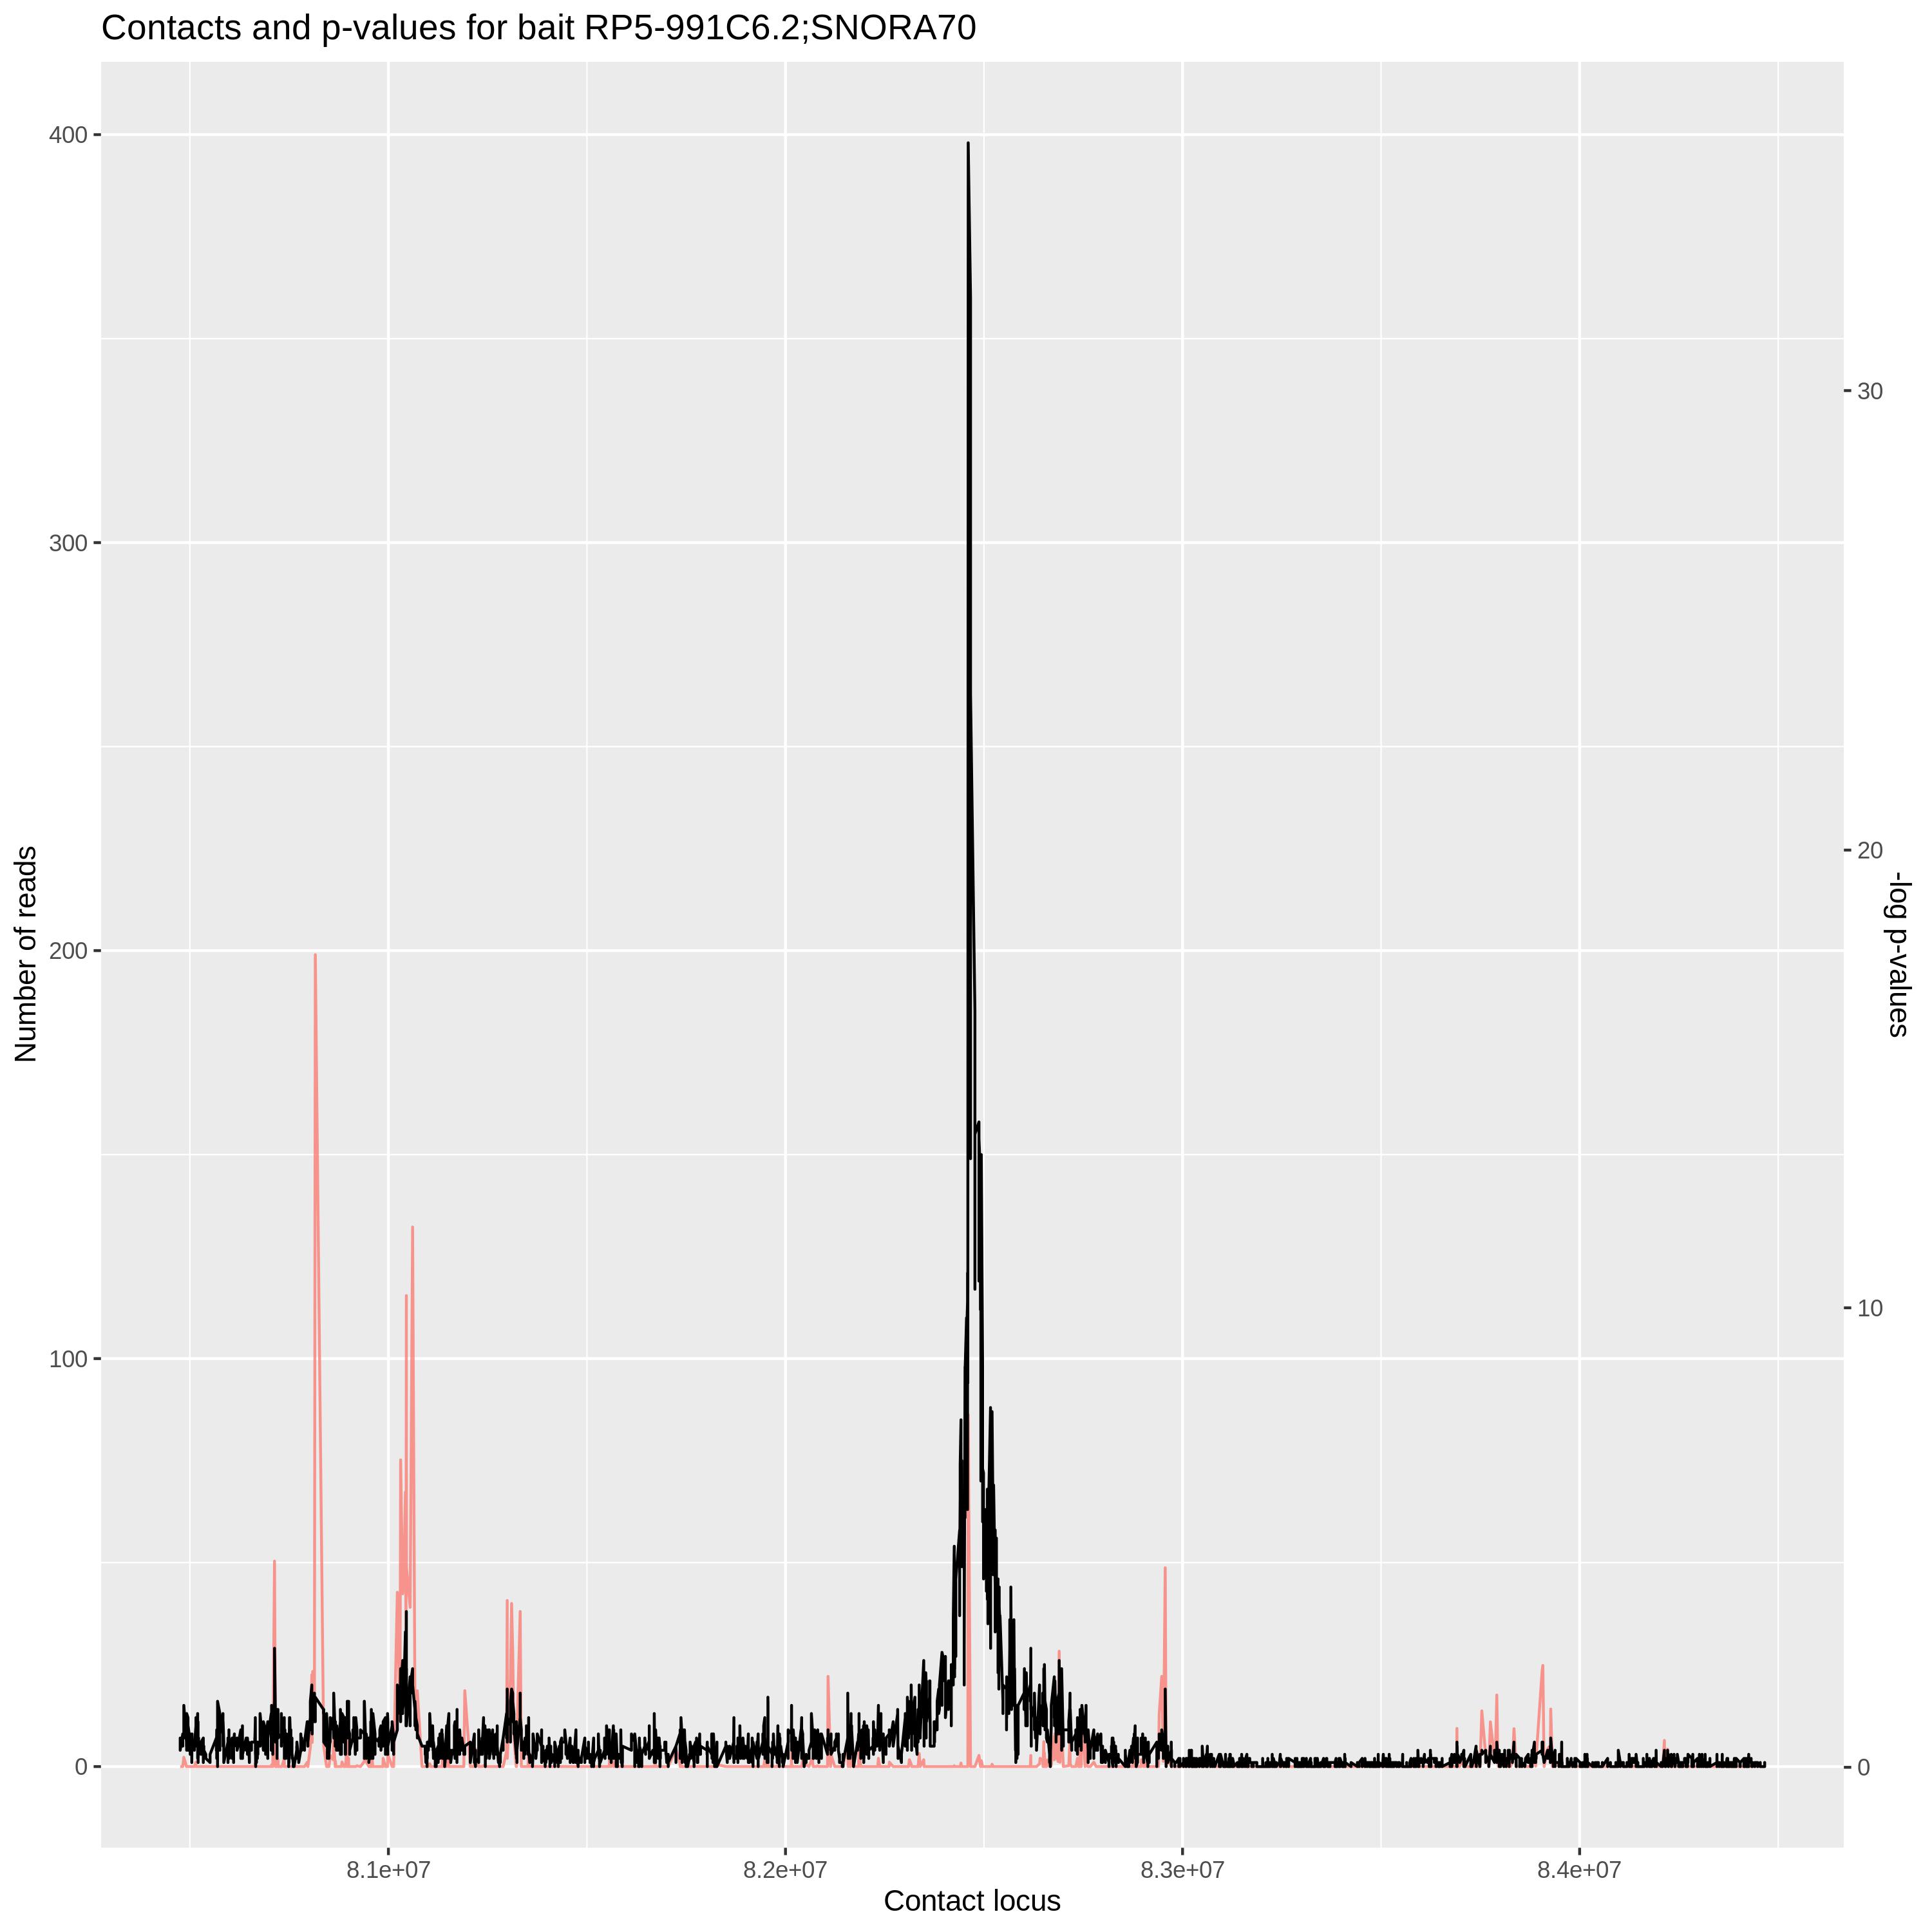 Contacts and p-values for bait RP5-991C6.2;SNORA70
400
300
200
100
0
Number of reads
30
20
10
0
-log p-values
8.1e+07 8.2e+07 8.3e+07 8.4e+07
Contact locus